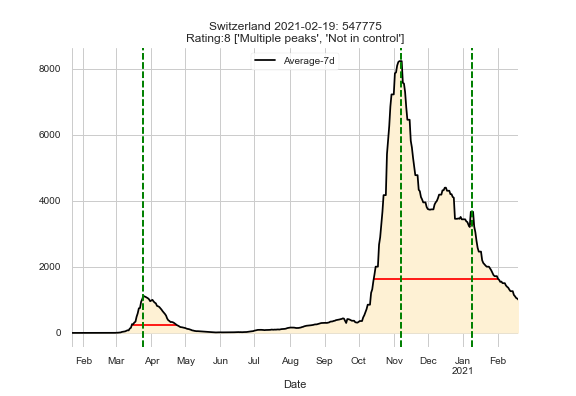 Switzerland 2021-02-19: 547775
Rating:8 ['Multiple peaks', 'Not in control']
Average-7d
8000
6000
4000
2000
0
Feb Mar Apr May Jun Jul Aug Sep Oct Nov Dec Jan Feb
2021
Date